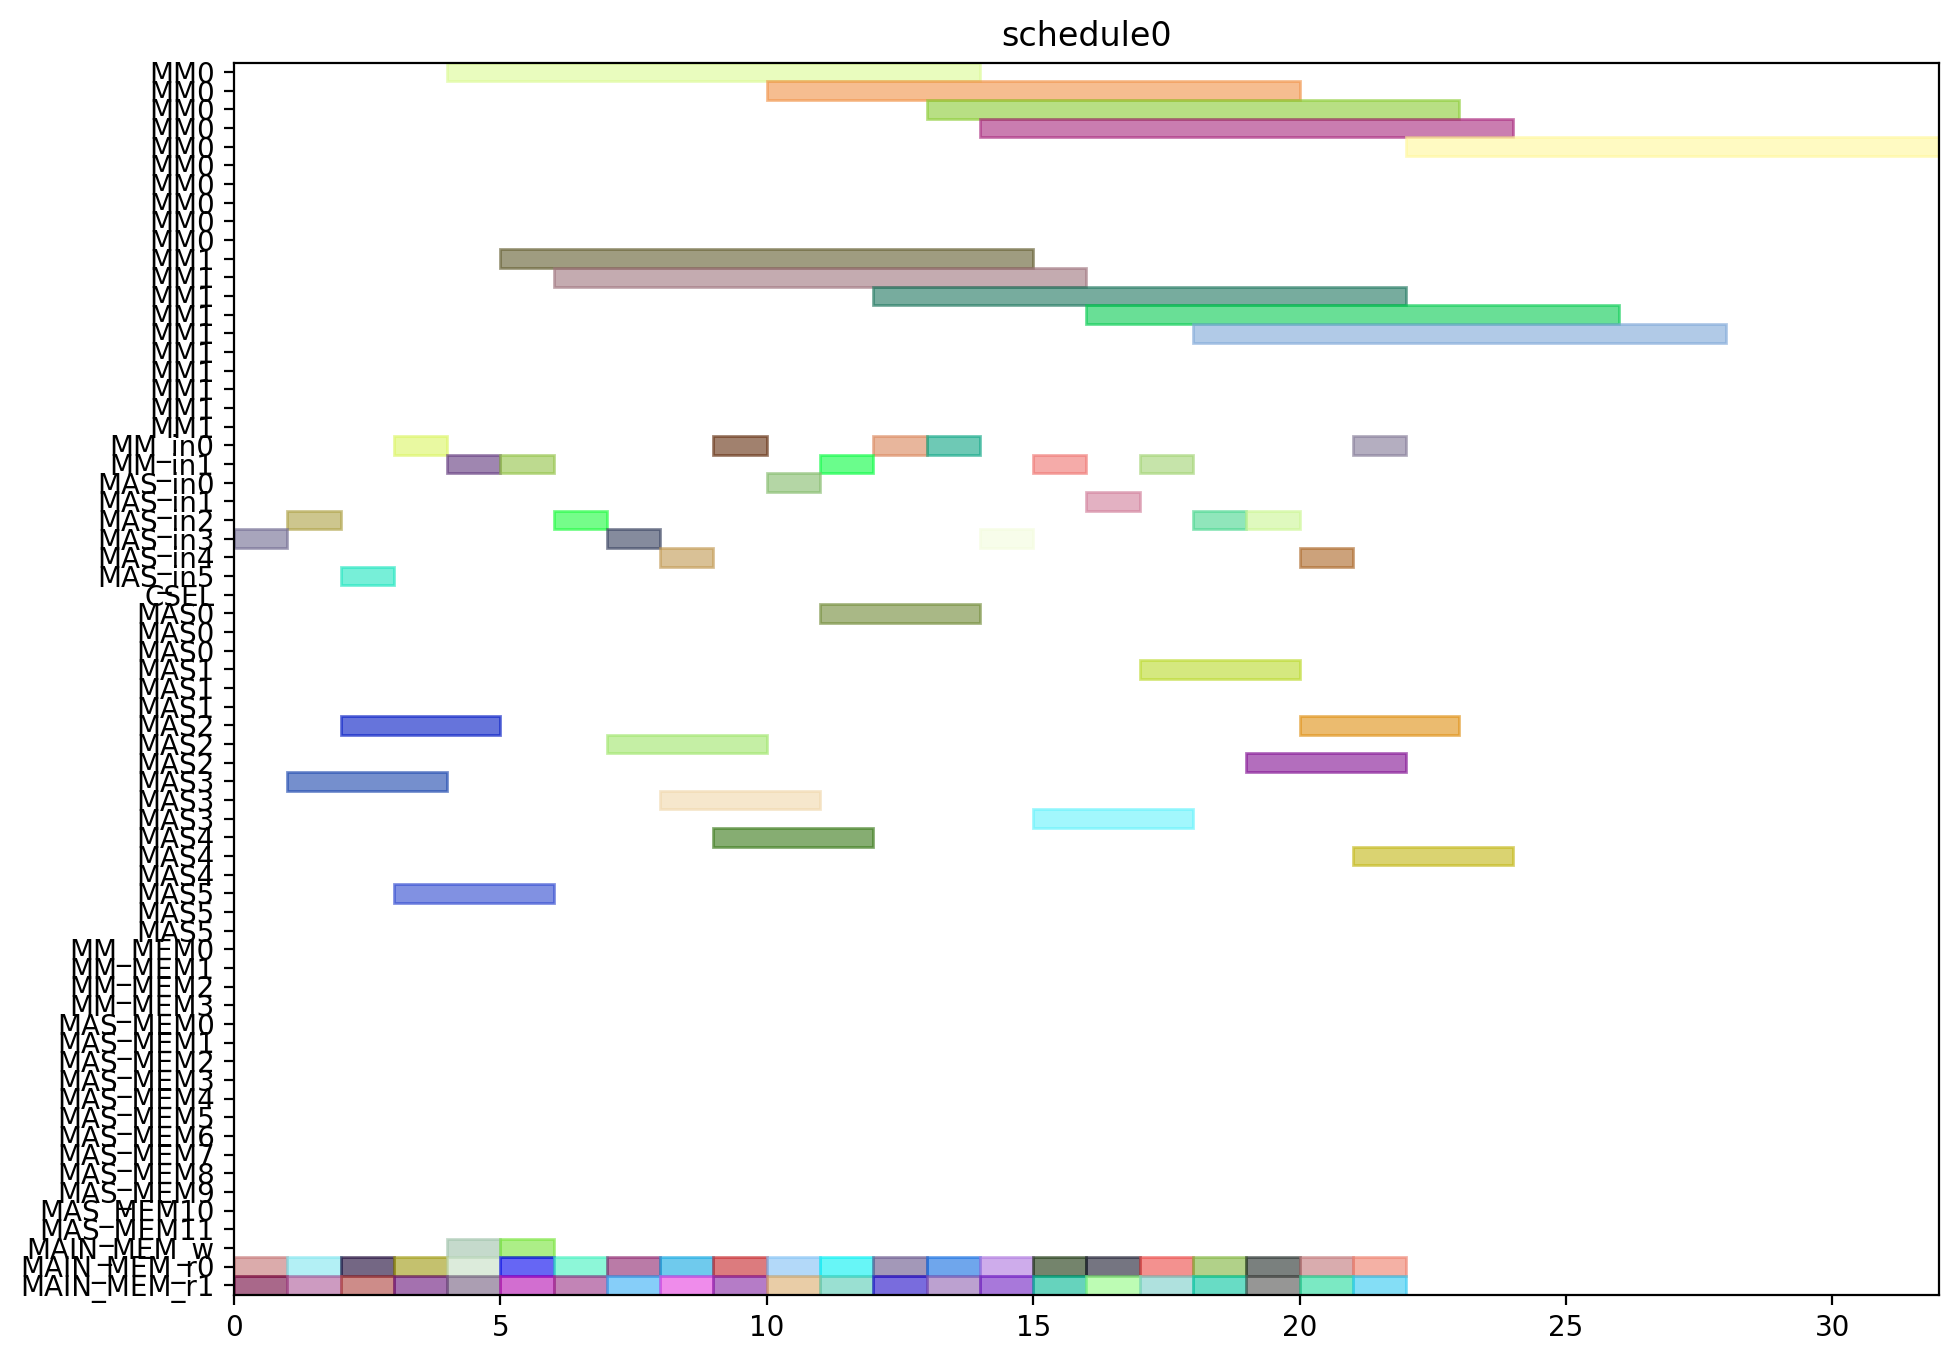 schedule0
MM0
MM0
MM0
MM0
MM0
MM0
MM0
MM0
MM0
MM0
MM1
MM1
MM1
MM1
MM1
MM1
MM1
MM1
MM1
MM1
MM_in0
MM_in1
MAS_in0
MAS_in1
MAS_in2
MAS_in3
MAS_in4
MAS_in5
CSEL
MAS0
MAS0
MAS0
MAS1
MAS1
MAS1
MAS2
MAS2
MAS2
MAS3
MAS3
MAS3
MAS4
MAS4
MAS4
MAS5
MAS5
MAS5
MM_MEM0
MM_MEM1
MM_MEM2
MM_MEM3
MAS_MEM0
MAS_MEM1
MAS_MEM2
MAS_MEM3
MAS_MEM4
MAS_MEM5
MAS_MEM6
MAS_MEM7
MAS_MEM8
MAS_MEM9
MAS_MEM10
MAS_MEM11
MAIN_MEM_w
MAIN_MEM_r0
MAIN_MEM_r1
0 5 10 15 20 25 30